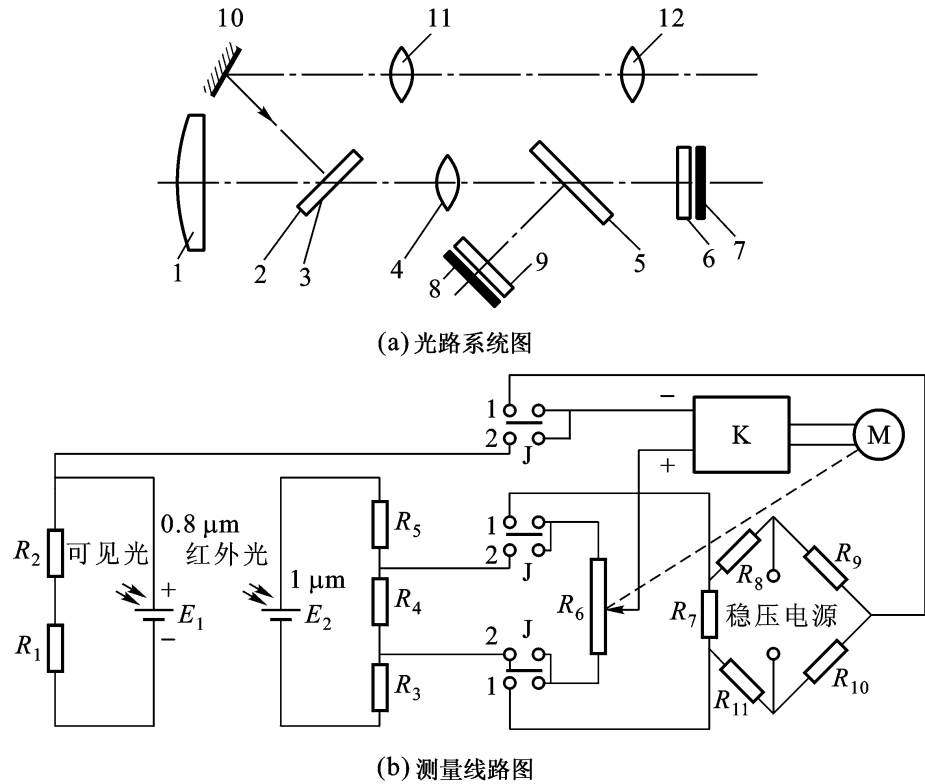 10
11
12
1
2
3
4
5
6
7
8
9
(a) 光路系统图
1
2
J
−
+
K
M
R2
可见光
0.8 μm
红外光
1 μm
R1
+
E1
−
E2
R5
R4
R3
1
2
J
J
2
1
R6
R7
R8
R9
稳压电源
R11
R10
(b) 测量线路图